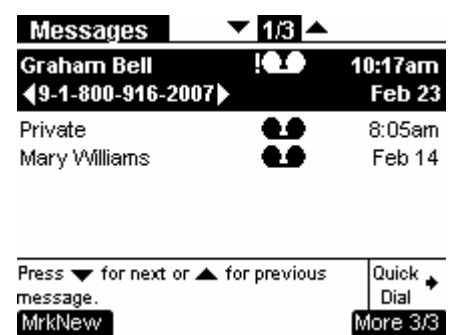 Messages ▼ 1/3 ▲
Graham Bell ! 10:17am
◀9-1-800-916-2007▶ Feb 23
Private 8:05am
Mary Williams Feb 14
Press ▼ for next or ▲ for previous message.
Quick Dial
MrkNew More 3/3